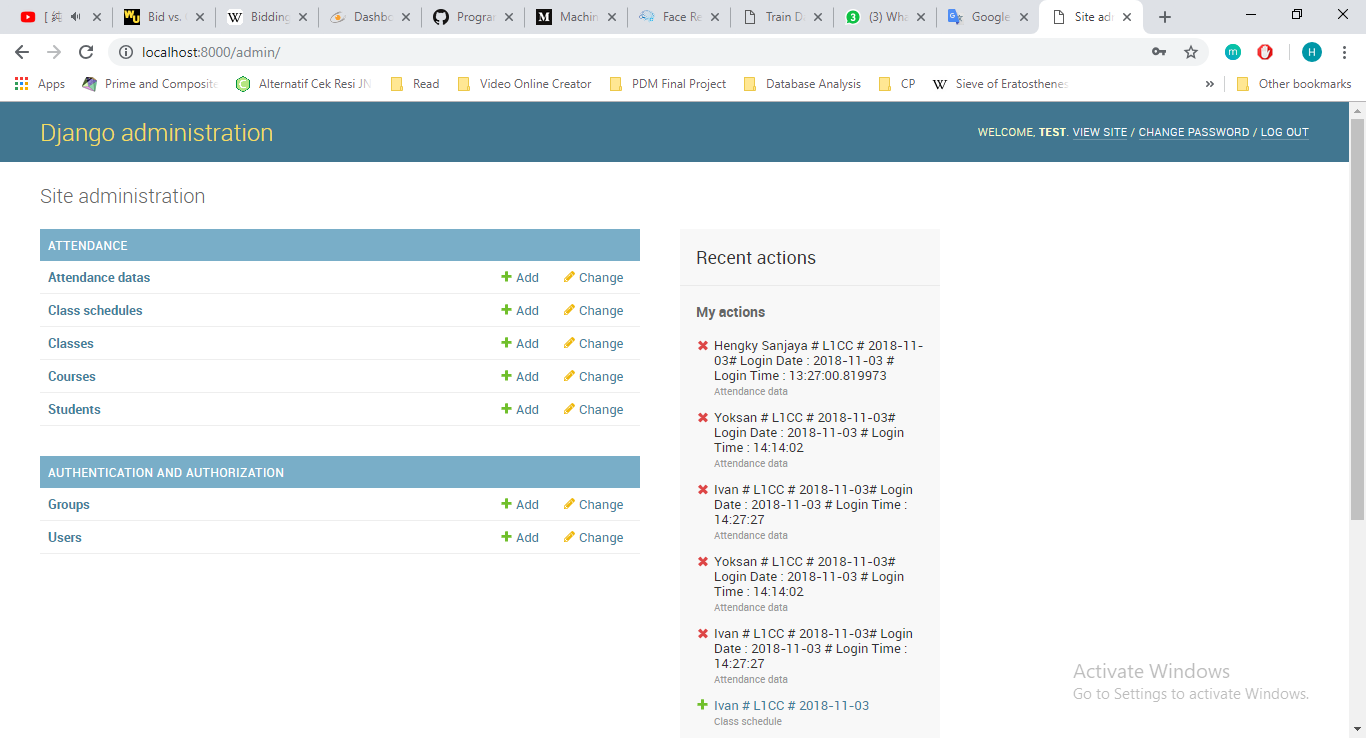 [ 純
Bid vs.
Bidding
Dashbo
Progra
Machin
Face Re
Train Da
(3) Wha
Google
Site adr
localhost:8000/admin/
H
Apps
Prime and Composite
Alternatif Cek Resi JN
Read
Video Online Creator
PDM Final Project
Database Analysis
CP
Sieve of Eratosthenes
»
Other bookmarks
Django administration
WELCOME, TEST. VIEW SITE / CHANGE PASSWORD / LOG OUT
Site administration
ATTENDANCE
Attendance datas Add Change
Class schedules Add Change
Classes Add Change
Courses Add Change
Students Add Change
AUTHENTICATION AND AUTHORIZATION
Groups Add Change
Users Add Change
Recent actions
My actions
Hengky Sanjaya # L1CC # 2018-11-
03# Login Date : 2018-11-03 #
Login Time : 13:27:00.819973
Attendance data
Yoksan # L1CC # 2018-11-03#
Login Date : 2018-11-03 # Login
Time : 14:14:02
Attendance data
Ivan # L1CC # 2018-11-03# Login
Date : 2018-11-03 # Login Time :
14:27:27
Attendance data
Yoksan # L1CC # 2018-11-03#
Login Date : 2018-11-03 # Login
Time : 14:14:02
Attendance data
Ivan # L1CC # 2018-11-03# Login
Date : 2018-11-03 # Login Time :
14:27:27
Attendance data
Ivan # L1CC # 2018-11-03
Class schedule
Activate Windows
Go to Settings to activate Windows.